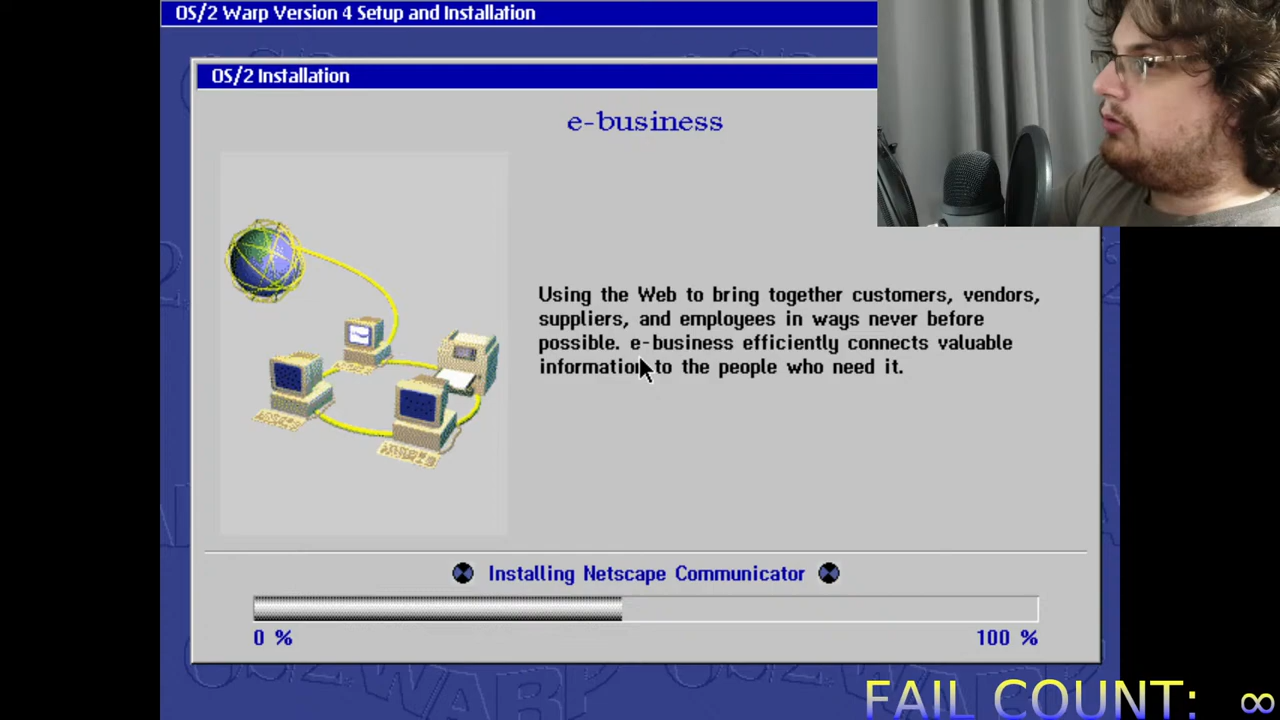 OS/2 Warp Version 4 Setup and Installation
OS/2 Installation
e-business
Using the Web to bring together customers, vendors,
suppliers, and employees in ways never before
possible. e-business efficiently connects valuable
information to the people who need it.
Installing Netscape Communicator
0 %
100 %
FAIL COUNT: ∞